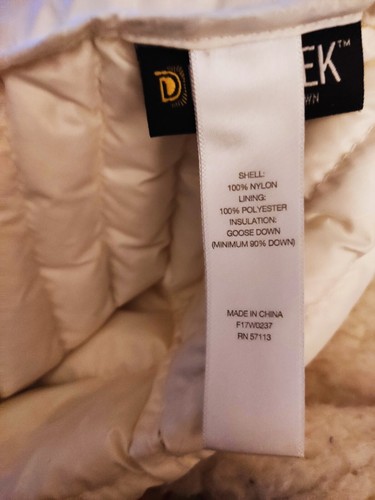 D
EK™
WN
SHELL:
100% NYLON
LINING:
100% POLYESTER
INSULATION:
GOOSE DOWN
(MINIMUM 90% DOWN)
MADE IN CHINA
F17W0237
RN 57113